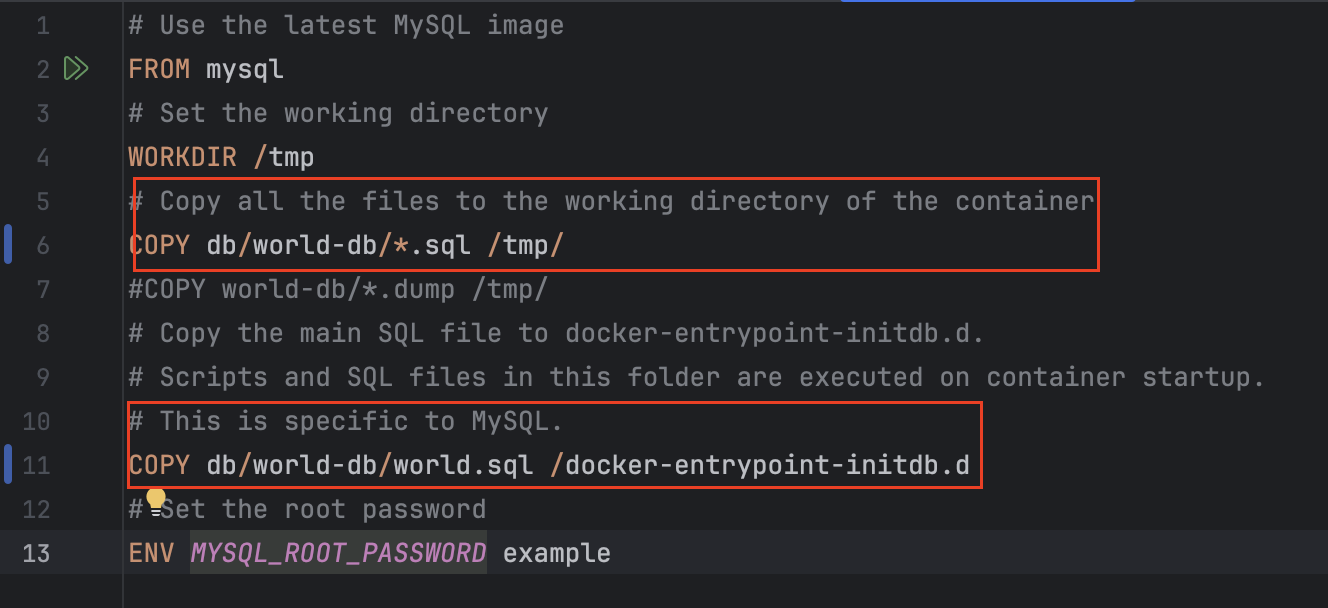 1 # Use the latest MySQL image
2 FROM mysql
3 # Set the working directory
4 WORKDIR /tmp
5 # Copy all the files to the working directory of the container
6 COPY db/world-db/*.sql /tmp/
7 #COPY world-db/*.dump /tmp/
8 # Copy the main SQL file to docker-entrypoint-initdb.d.
9 # Scripts and SQL files in this folder are executed on container startup.
10 # This is specific to MySQL.
11 COPY db/world-db/world.sql /docker-entrypoint-initdb.d
12 # Set the root password
13 ENV MYSQL_ROOT_PASSWORD example